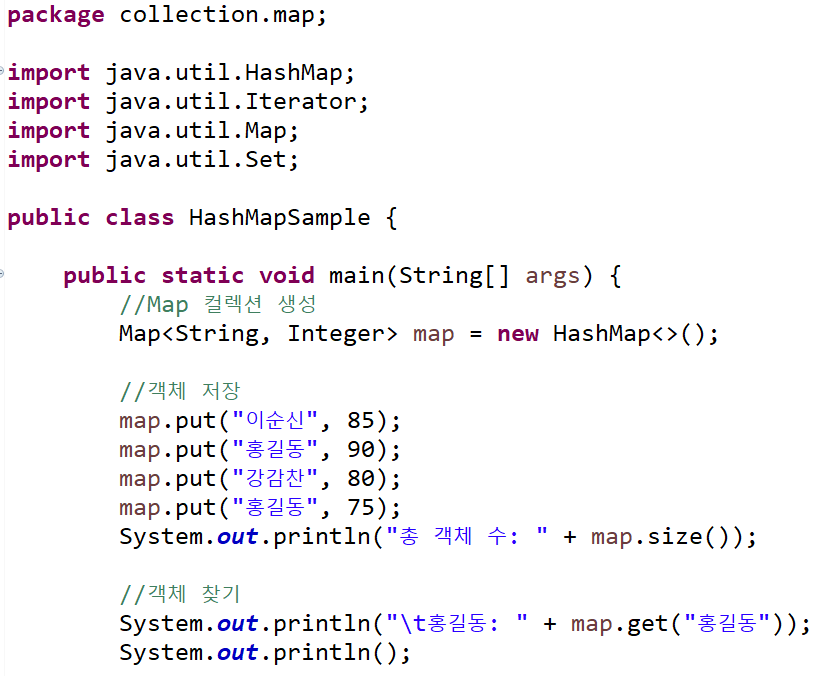 package collection.map;
import java.util.HashMap;
import java.util.Iterator;
import java.util.Map;
import java.util.Set;
public class HashMapSample {
public static void main(String[] args) {
//Map 컬렉션 생성
Map<String, Integer> map = new HashMap<>();
//객체 저장
map.put("이순신", 85);
map.put("홍길동", 90);
map.put("강감찬", 80);
map.put("홍길동", 75);
System.out.println("총 객체 수: " + map.size());
//객체 찾기
System.out.println("\t홍길동: " + map.get("홍길동"));
System.out.println();